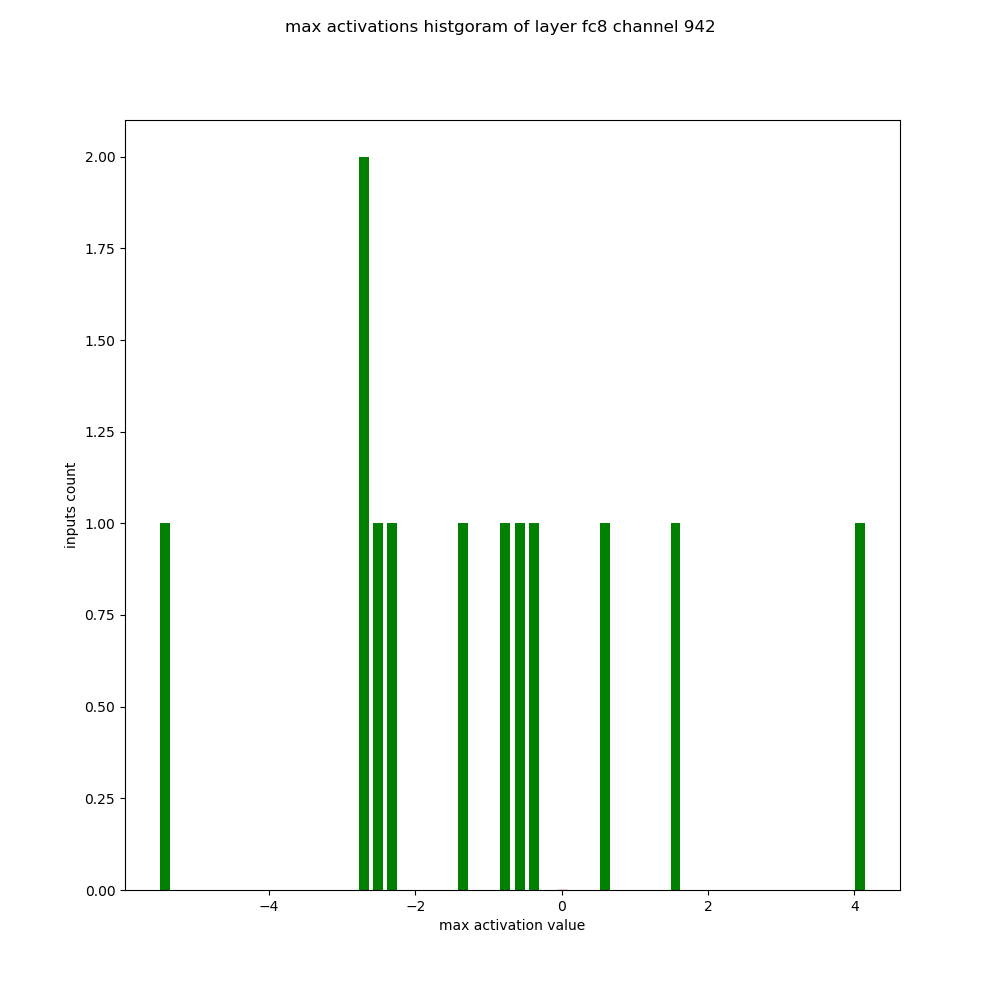 max activations histgoram of layer fc8 channel 942
2.00
1.75
1.50
1.25
1.00
0.75
0.50
0.25
0.00
inputs count
−4 −2 0 2 4
max activation value